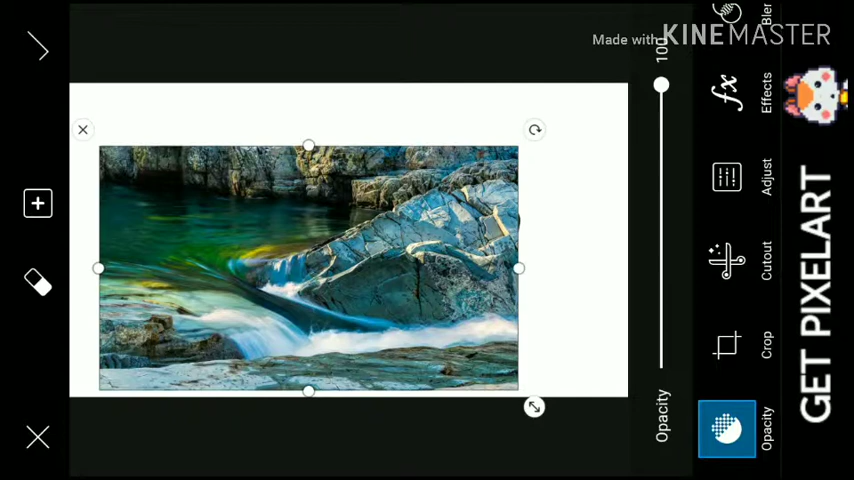 Made with KINEMASTER
100
Opacity
Blen
Effects
Adjust
Cutout
Crop
Opacity
GET PIXELART